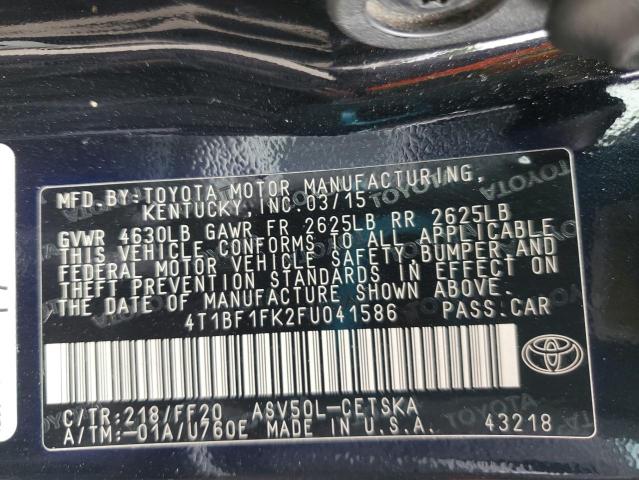 MFD.BY:TOYOTA MOTOR MANUFACTURING,
KENTUCKY,INC.03/15
GVWR 4630LB GAWR FR 2625LB RR 2625LB
THIS VEHICLE CONFORMS TO ALL APPLICABLE
FEDERAL MOTOR VEHICLE SAFETY,BUMPER,AND
THEFT PREVENTION STANDARDS IN EFFECT ON
THE DATE OF MANUFACTURE SHOWN ABOVE.
4T1BF1FK2FU041586 PASS.CAR
C/TR:218/FF20 ASV50L-CETSKA
A/TM:-01A/U760E MADE IN U.S.A. 43218
TOYOTA